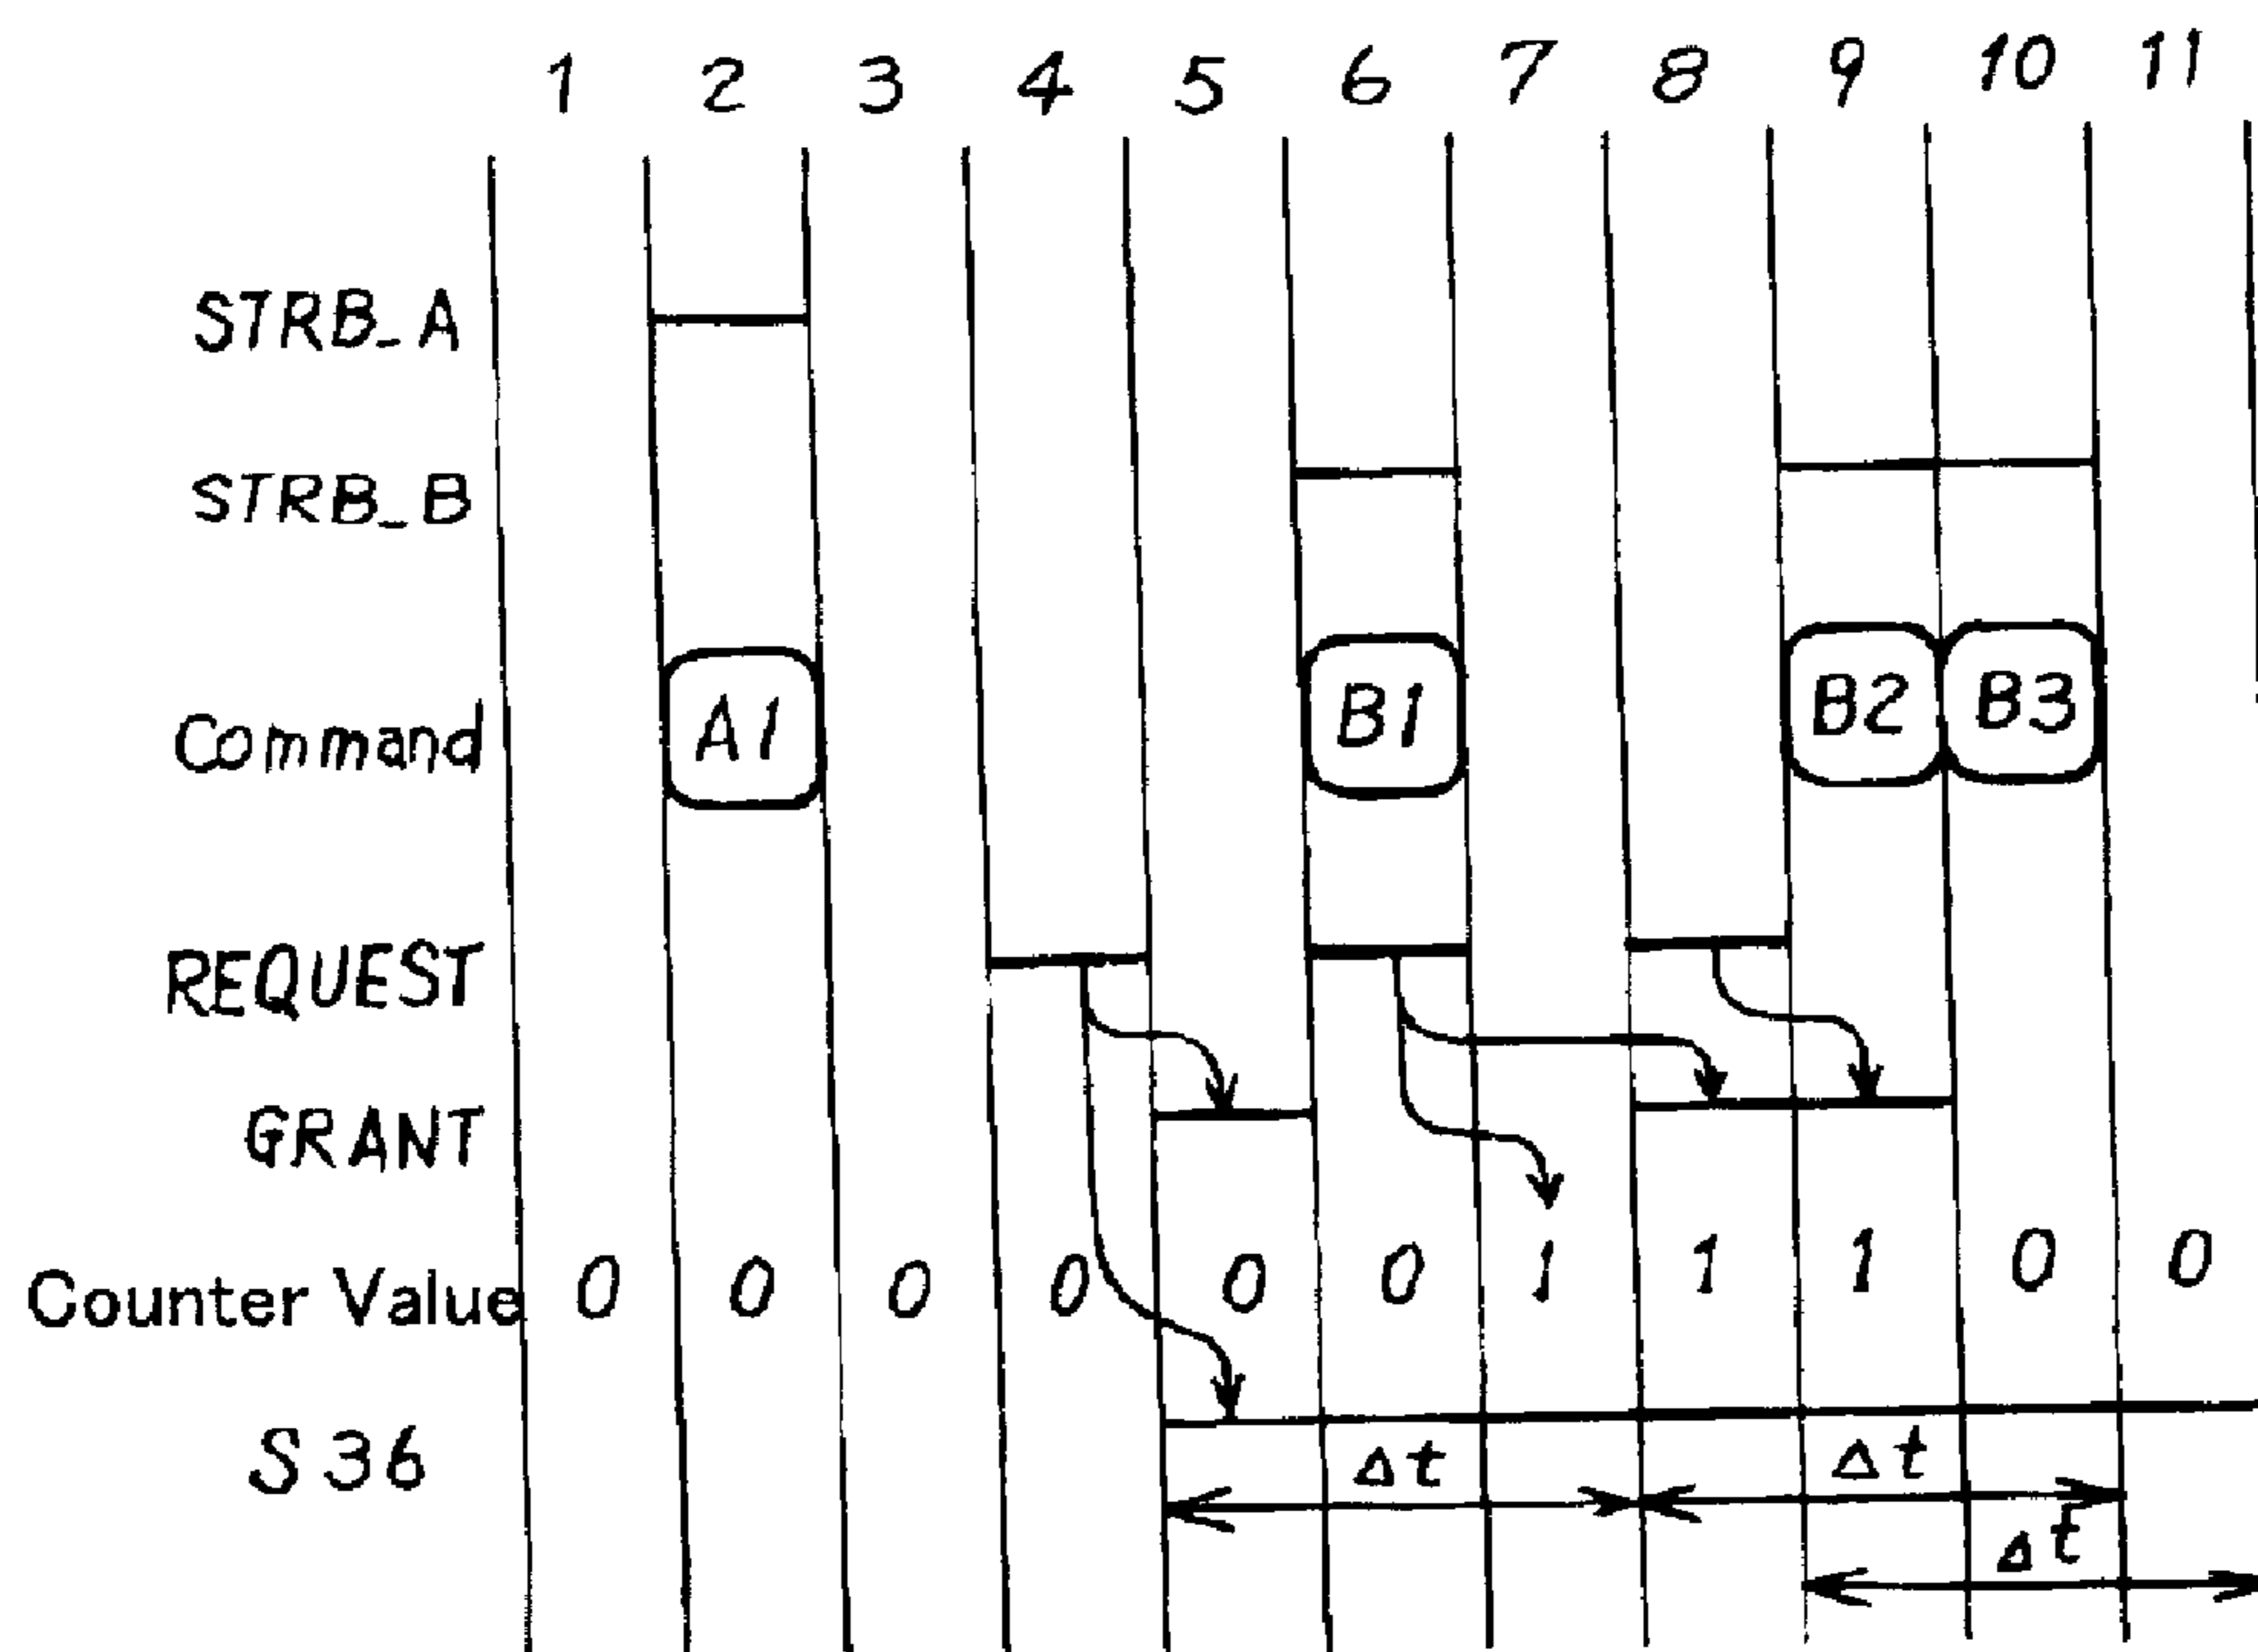 1 2 3 4 5 6 7 8 9 10 11
STRB_A
STRB_B
Command A1 B1 B2 B3
REQUEST
GRANT
Counter Value 0 0 0 0 0 0 1 1 1 0 0
S36 Δt Δt
Δt